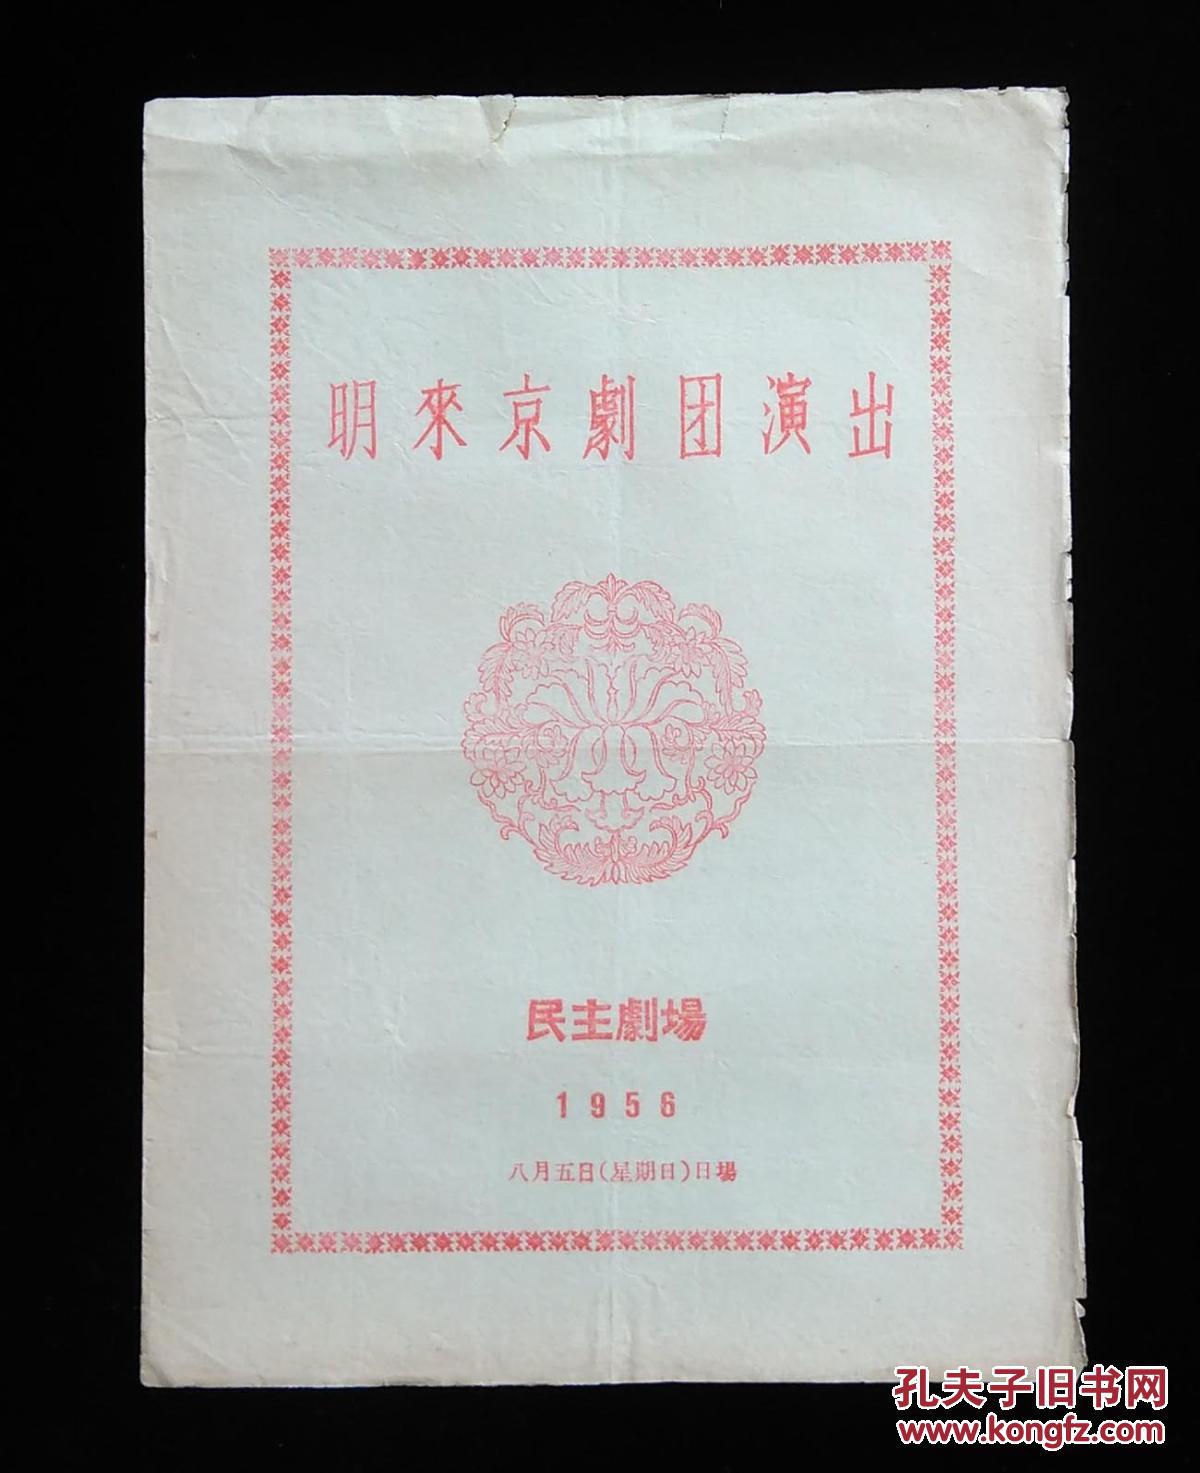 明來京劇团演出
民主劇場
1956
八月五日(星期日)日場
孔夫子旧书网
www.kongfz.com